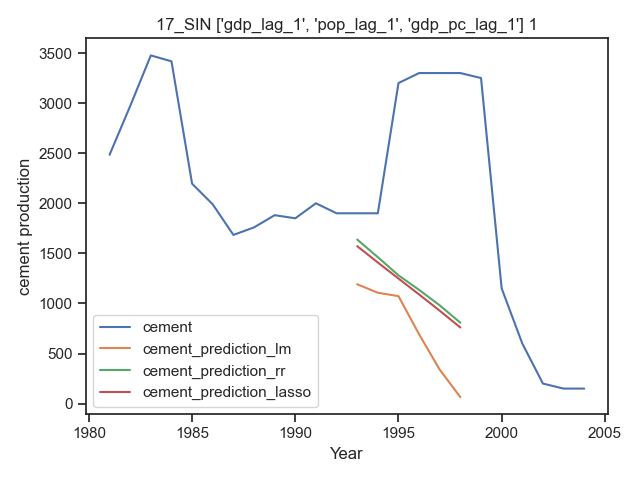 17_SIN ['gdp_lag_1', 'pop_lag_1', 'gdp_pc_lag_1'] 1
3500
3000
2500
2000
1500
1000
500
0
cement production
cement
cement_prediction_lm
cement_prediction_rr
cement_prediction_lasso
1980
1985
1990
1995
2000
2005
Year